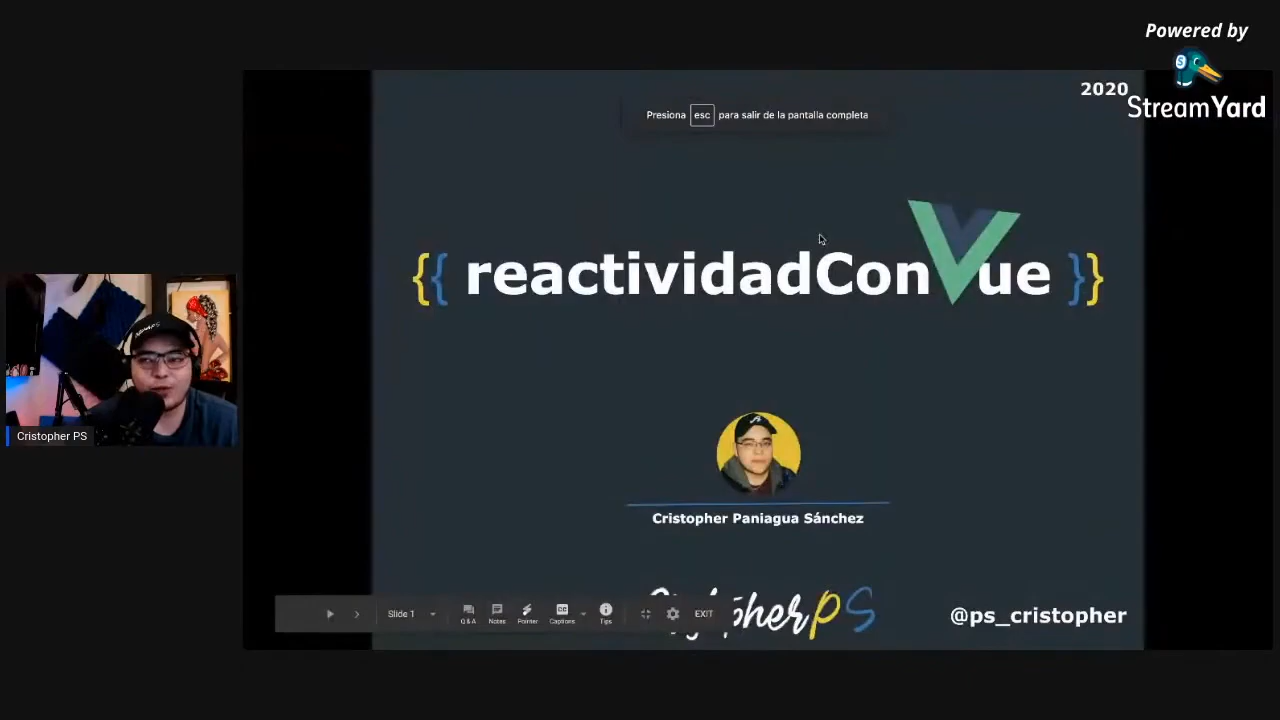 Powered by
StreamYard
2020
Presiona esc para salir de la pantalla completa
{{ reactividadConVue }}
Cristopher Paniagua Sánchez
Cristopher PS
Slide 1
Q & A
Notes
Pointer
Captions
Tips
EXIT
@ps_cristopher